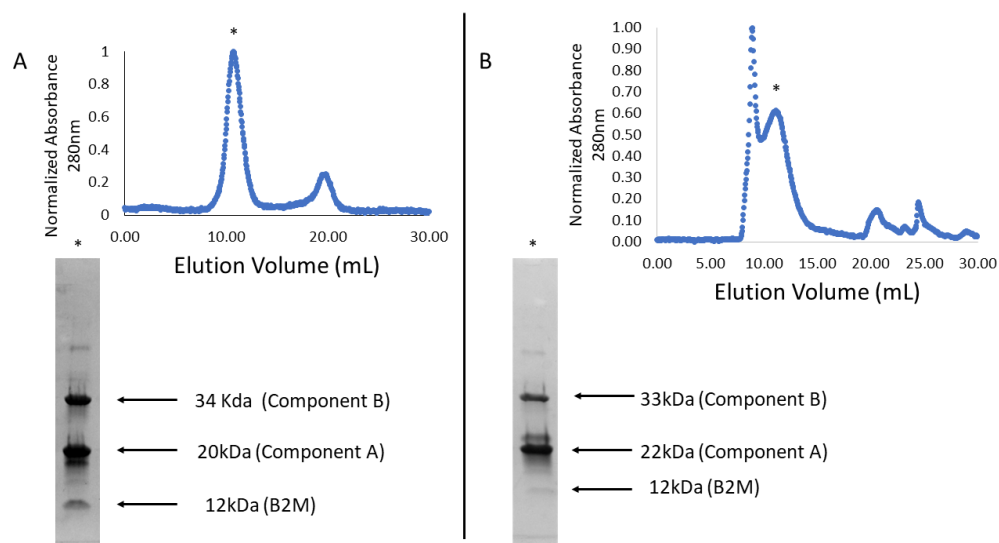 A
*
Normalized Absorbance
280nm
1
0.8
0.6
0.4
0.2
0
0.00
10.00
20.00
30.00
Elution Volume (mL)
*
34 Kda (Component B)
20kDa (Component A)
12kDa (B2M)
B
*
Normalized Absorbance
280nm
1.00
0.90
0.80
0.70
0.60
0.50
0.40
0.30
0.20
0.10
0.00
0.00
5.00
10.00
15.00
20.00
25.00
30.00
Elution Volume (mL)
*
33kDa (Component B)
22kDa (Component A)
12kDa (B2M)